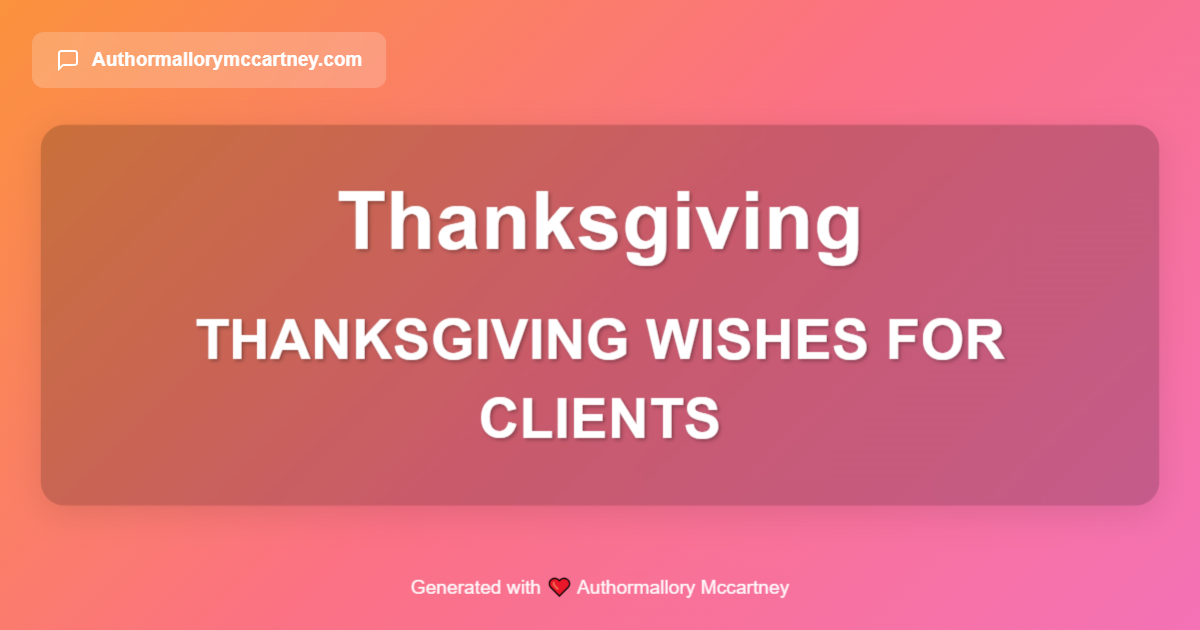 Authormallorymccartney.com
Thanksgiving
THANKSGIVING WISHES FOR
CLIENTS
Generated with ❤️ Authormallory Mccartney